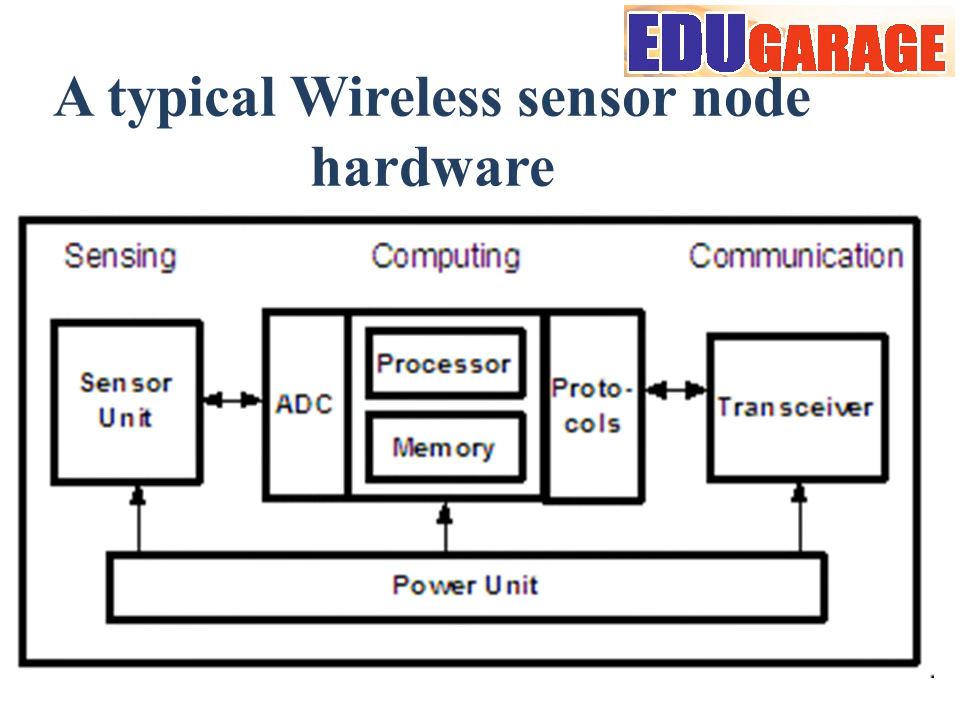 EDUGARAGE
A typical Wireless sensor node
hardware
Sensing
Computing
Communication
Sensor
Unit
ADC
Processor
Memory
Proto-
cols
Transceiver
Power Unit